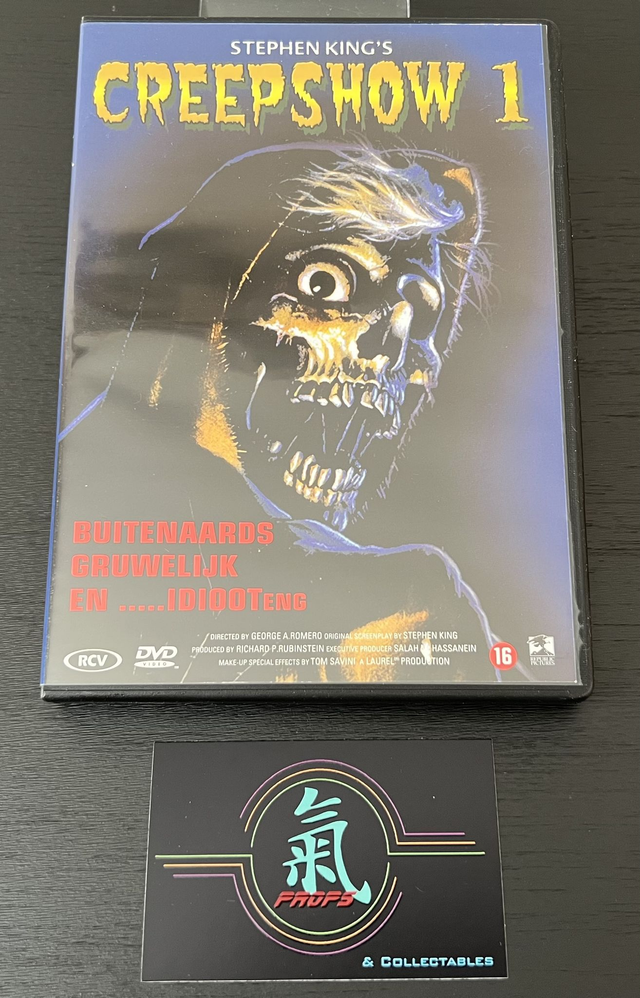 STEPHEN KING'S
CREEPSHOW 1
BUITENAARDS
GRUWELIJK
EN .....IDIOOTENG
DIRECTED BY GEORGE A.ROMERO ORIGINAL SCREENPLAY BY STEPHEN KING
PRODUCED BY RICHARD P.RUBINSTEIN EXECUTIVE PRODUCER SALAH HASSANEIN
MAKE-UP SPECIAL EFFECTS BY TOM SAVINI. A LAUREL PRODUCTION
RCV
DVD
VIDEO
16
REPUBLIC
PICTURES
氣
PROPS
& COLLECTABLES